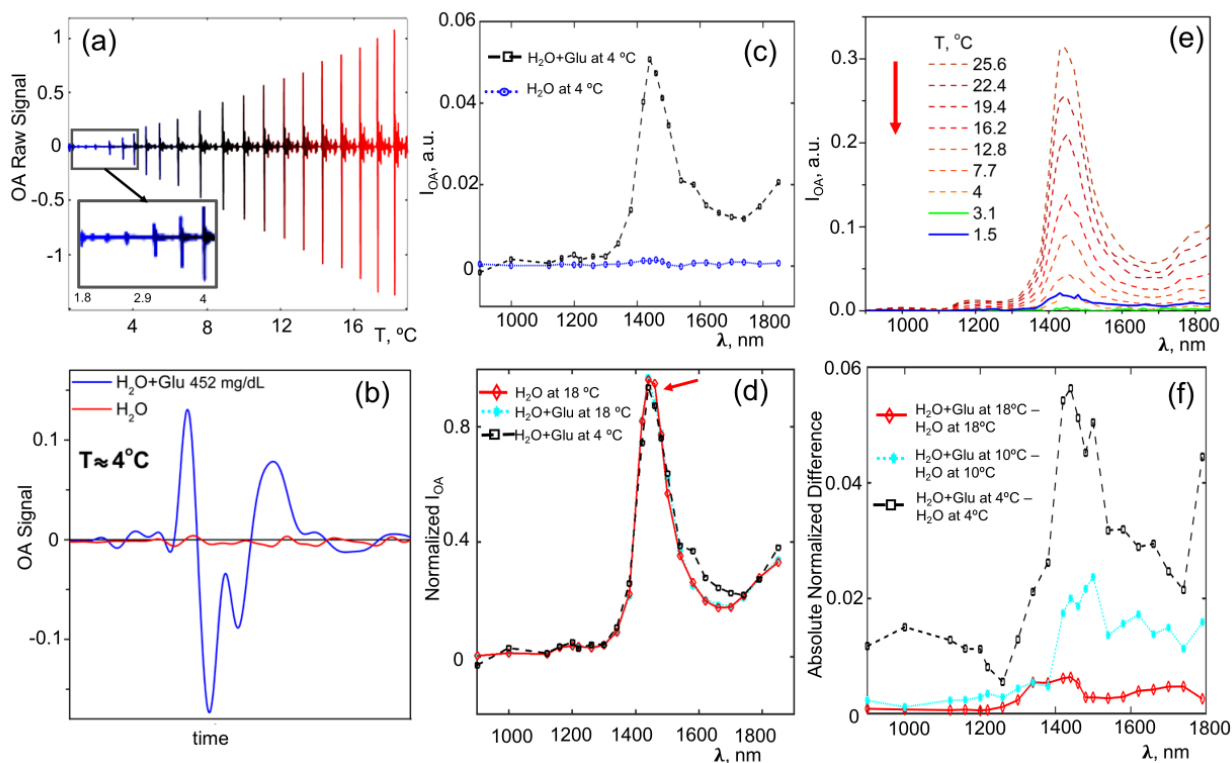 (a)
OA Raw Signal
1
0.5
0
-0.5
-1
1.8
2.9
4
4
8
12
16
T, ºC
(b)
H₂O+Glu 452 mg/dL
H₂O
T≈4°C
OA Signal
0.1
0
-0.1
time
(c)
H₂O+Glu at 4 ºC
H₂O at 4 ºC
I_OA, a.u.
0.06
0.04
0.02
0
1000
1200
1400
1600
1800
λ, nm
(d)
H₂O at 18 ºC
H₂O+Glu at 18 ºC
H₂O+Glu at 4 ºC
Normalized I_OA
0.8
0.4
0
1000
1200
1400
1600
1800
λ, nm
(e)
T, °C
25.6
22.4
19.4
16.2
12.8
7.7
4
3.1
1.5
I_OA, a.u.
0.3
0.2
0.1
0.0
1000
1200
1400
1600
1800
λ, nm
(f)
H₂O+Glu at 18ºC –
H₂O at 18ºC
H₂O+Glu at 10ºC –
H₂O at 10ºC
H₂O+Glu at 4ºC –
H₂O at 4ºC
Absolute Normalized Difference
0.06
0.04
0.02
0
1000
1200
1400
1600
1800
λ, nm